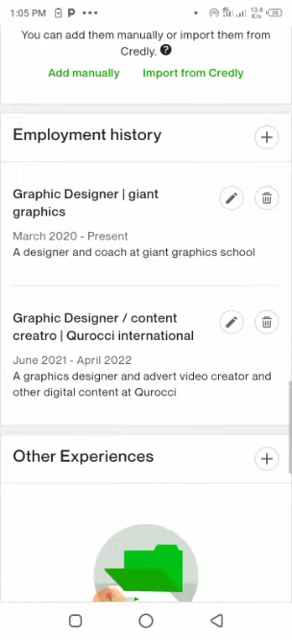 1:05 PM
You can add them manually or import them from
Credly. ?
Add manually Import from Credly
Employment history
Graphic Designer | giant
graphics
March 2020 - Present
A designer and coach at giant graphics school
Graphic Designer / content
creatro | Qurocci international
June 2021 - April 2022
A graphics designer and advert video creator and
other digital content at Qurocci
Other Experiences